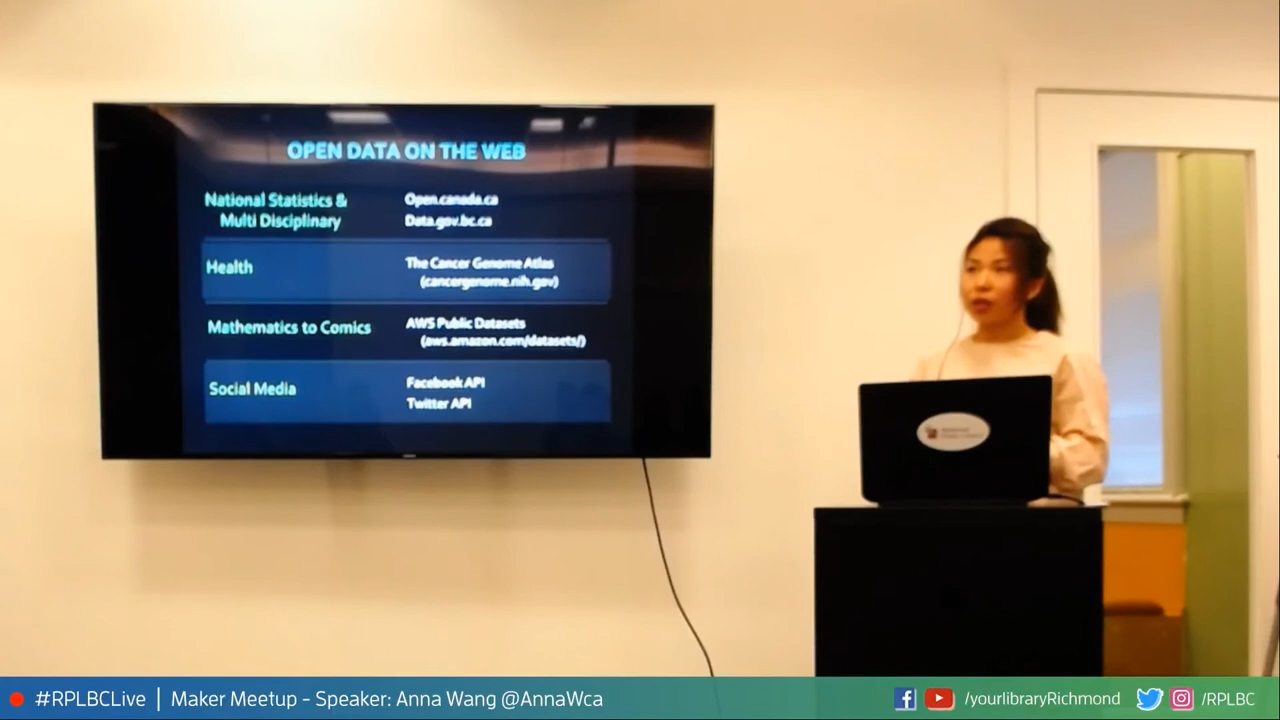 OPEN DATA ON THE WEB
National Statistics &
Multi Disciplinary
Open.canada.ca
Data.gov.bc.ca
Health
The Cancer Genome Atlas
(cancergenome.nih.gov)
Mathematics to Comics
AWS Public Datasets
(aws.amazon.com/datasets/)
Social Media
Facebook API
Twitter API
#RPLBCLive | Maker Meetup - Speaker: Anna Wang @AnnaWca
/yourlibraryRichmond
/RPLBC